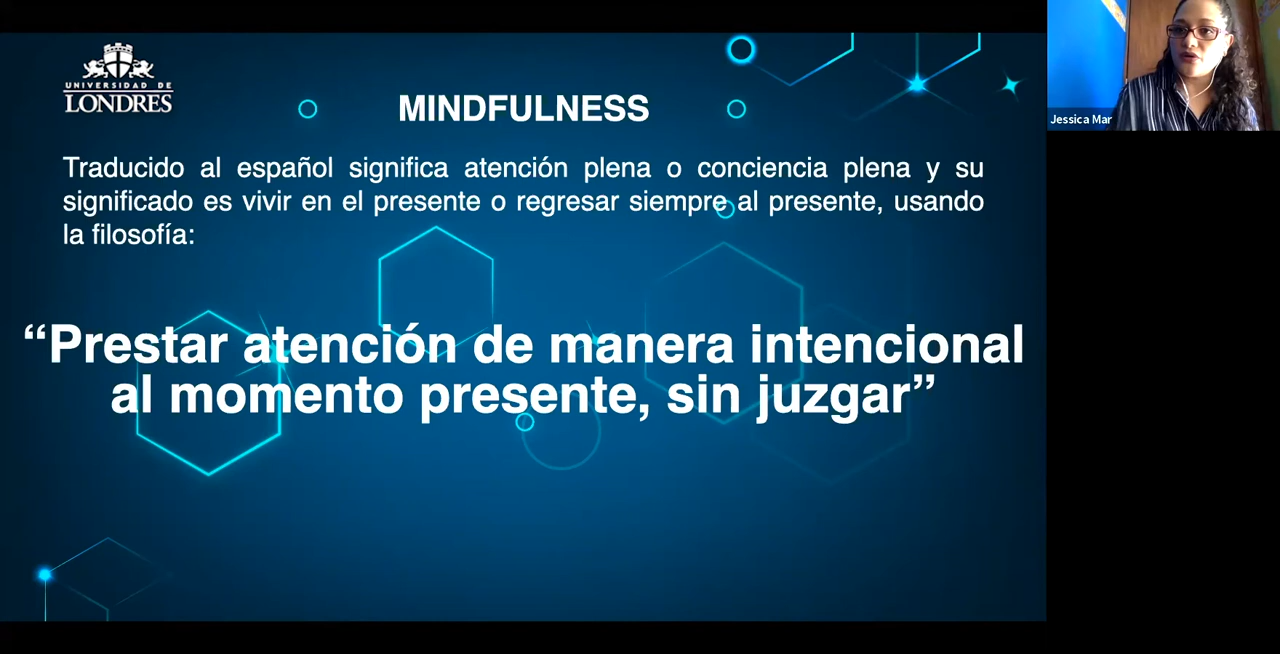 UNIVERSIDAD DE
LONDRES
MINDFULNESS
Traducido al español significa atención plena o conciencia plena y su
significado es vivir en el presente o regresar siempre al presente, usando
la filosofía:
“Prestar atención de manera intencional
al momento presente, sin juzgar”
Jessica Mar